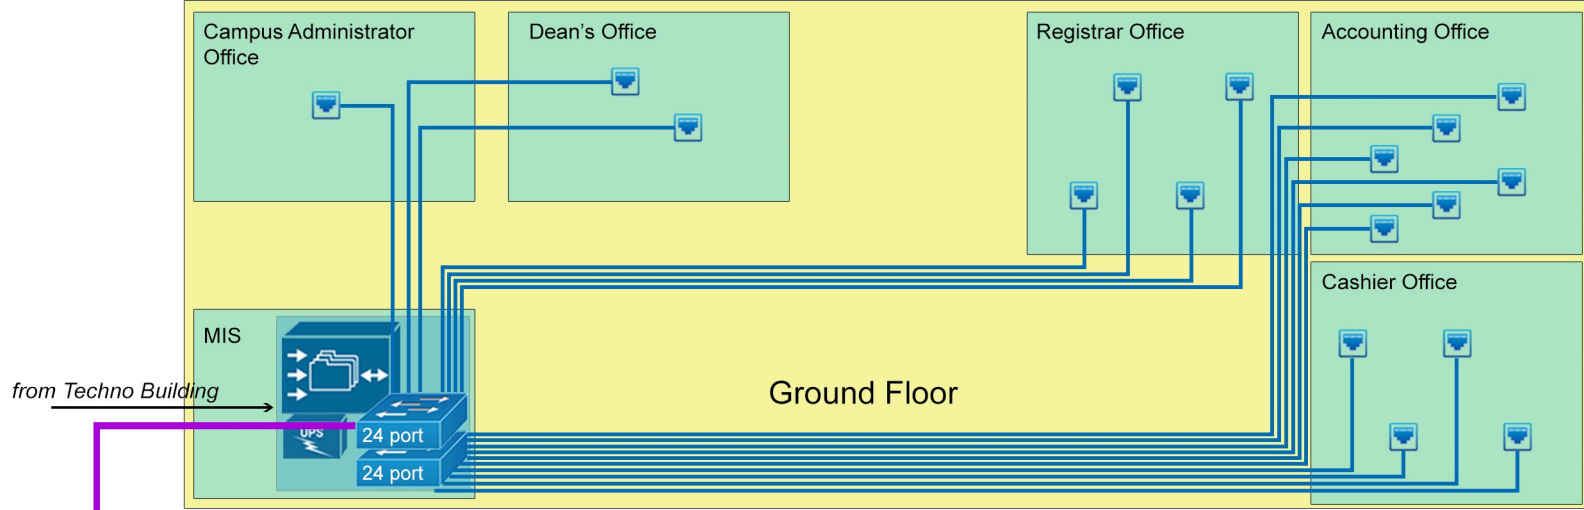 Campus Administrator
Office
Dean's Office
Registrar Office
Accounting Office
Cashier Office
MIS
from Techno Building
Ground Floor
UPS
24 port
24 port